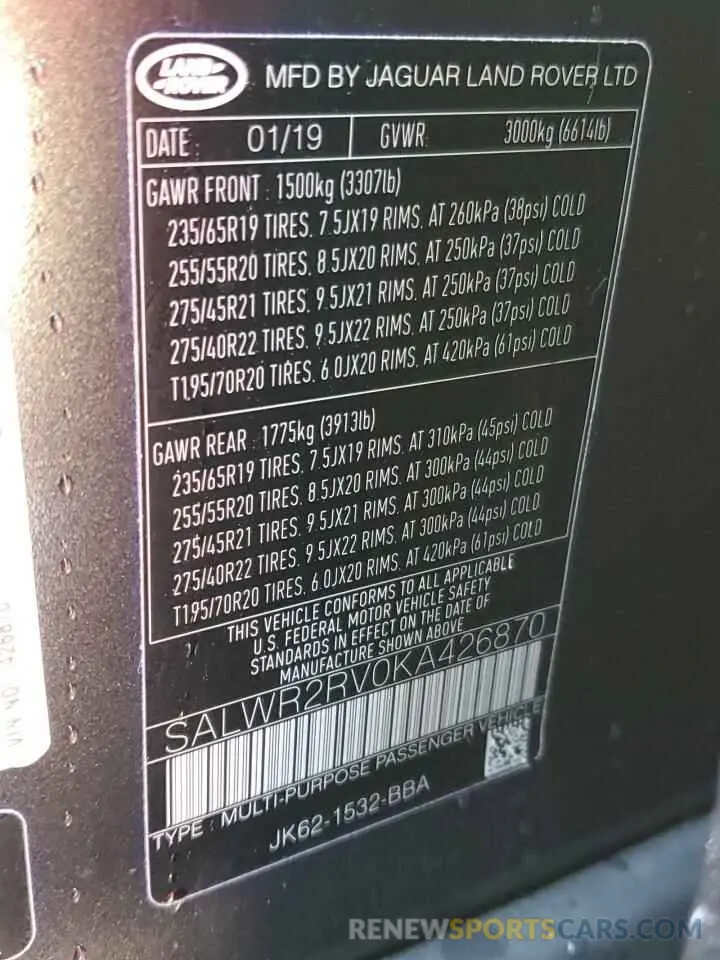 LAND ROVER
MFD BY JAGUAR LAND ROVER LTD
DATE: 01/19 GVWR 3000kg (6614lb)
GAWR FRONT : 1500kg (3307lb)
235/65R19 TIRES. 7.5JX19 RIMS. AT 260kPa (38psi) COLD
255/55R20 TIRES. 8.5JX20 RIMS. AT 250kPa (37psi) COLD
275/45R21 TIRES. 9.5JX21 RIMS. AT 250kPa (37psi) COLD
275/40R22 TIRES. 9.5JX22 RIMS. AT 250kPa (37psi) COLD
T195/70R20 TIRES. 6.0JX20 RIMS. AT 420kPa (61psi) COLD
GAWR REAR : 1775kg (3913lb)
235/65R19 TIRES. 7.5JX19 RIMS. AT 310kPa (45psi) COLD
255/55R20 TIRES. 8.5JX20 RIMS. AT 300kPa (44psi) COLD
275/45R21 TIRES. 9.5JX21 RIMS. AT 300kPa (44psi) COLD
275/40R22 TIRES. 9.5JX22 RIMS. AT 300kPa (44psi) COLD
T195/70R20 TIRES. 6.0JX20 RIMS. AT 420kPa (61psi) COLD
THIS VEHICLE CONFORMS TO ALL APPLICABLE
U.S. FEDERAL MOTOR VEHICLE SAFETY
STANDARDS IN EFFECT ON THE DATE OF
MANUFACTURE SHOWN ABOVE
SALWR2RV0KA426870
TYPE : MULTI-PURPOSE PASSENGER VEHICLE
JK62-1532-BBA
RENEWSPORTSCARS.COM